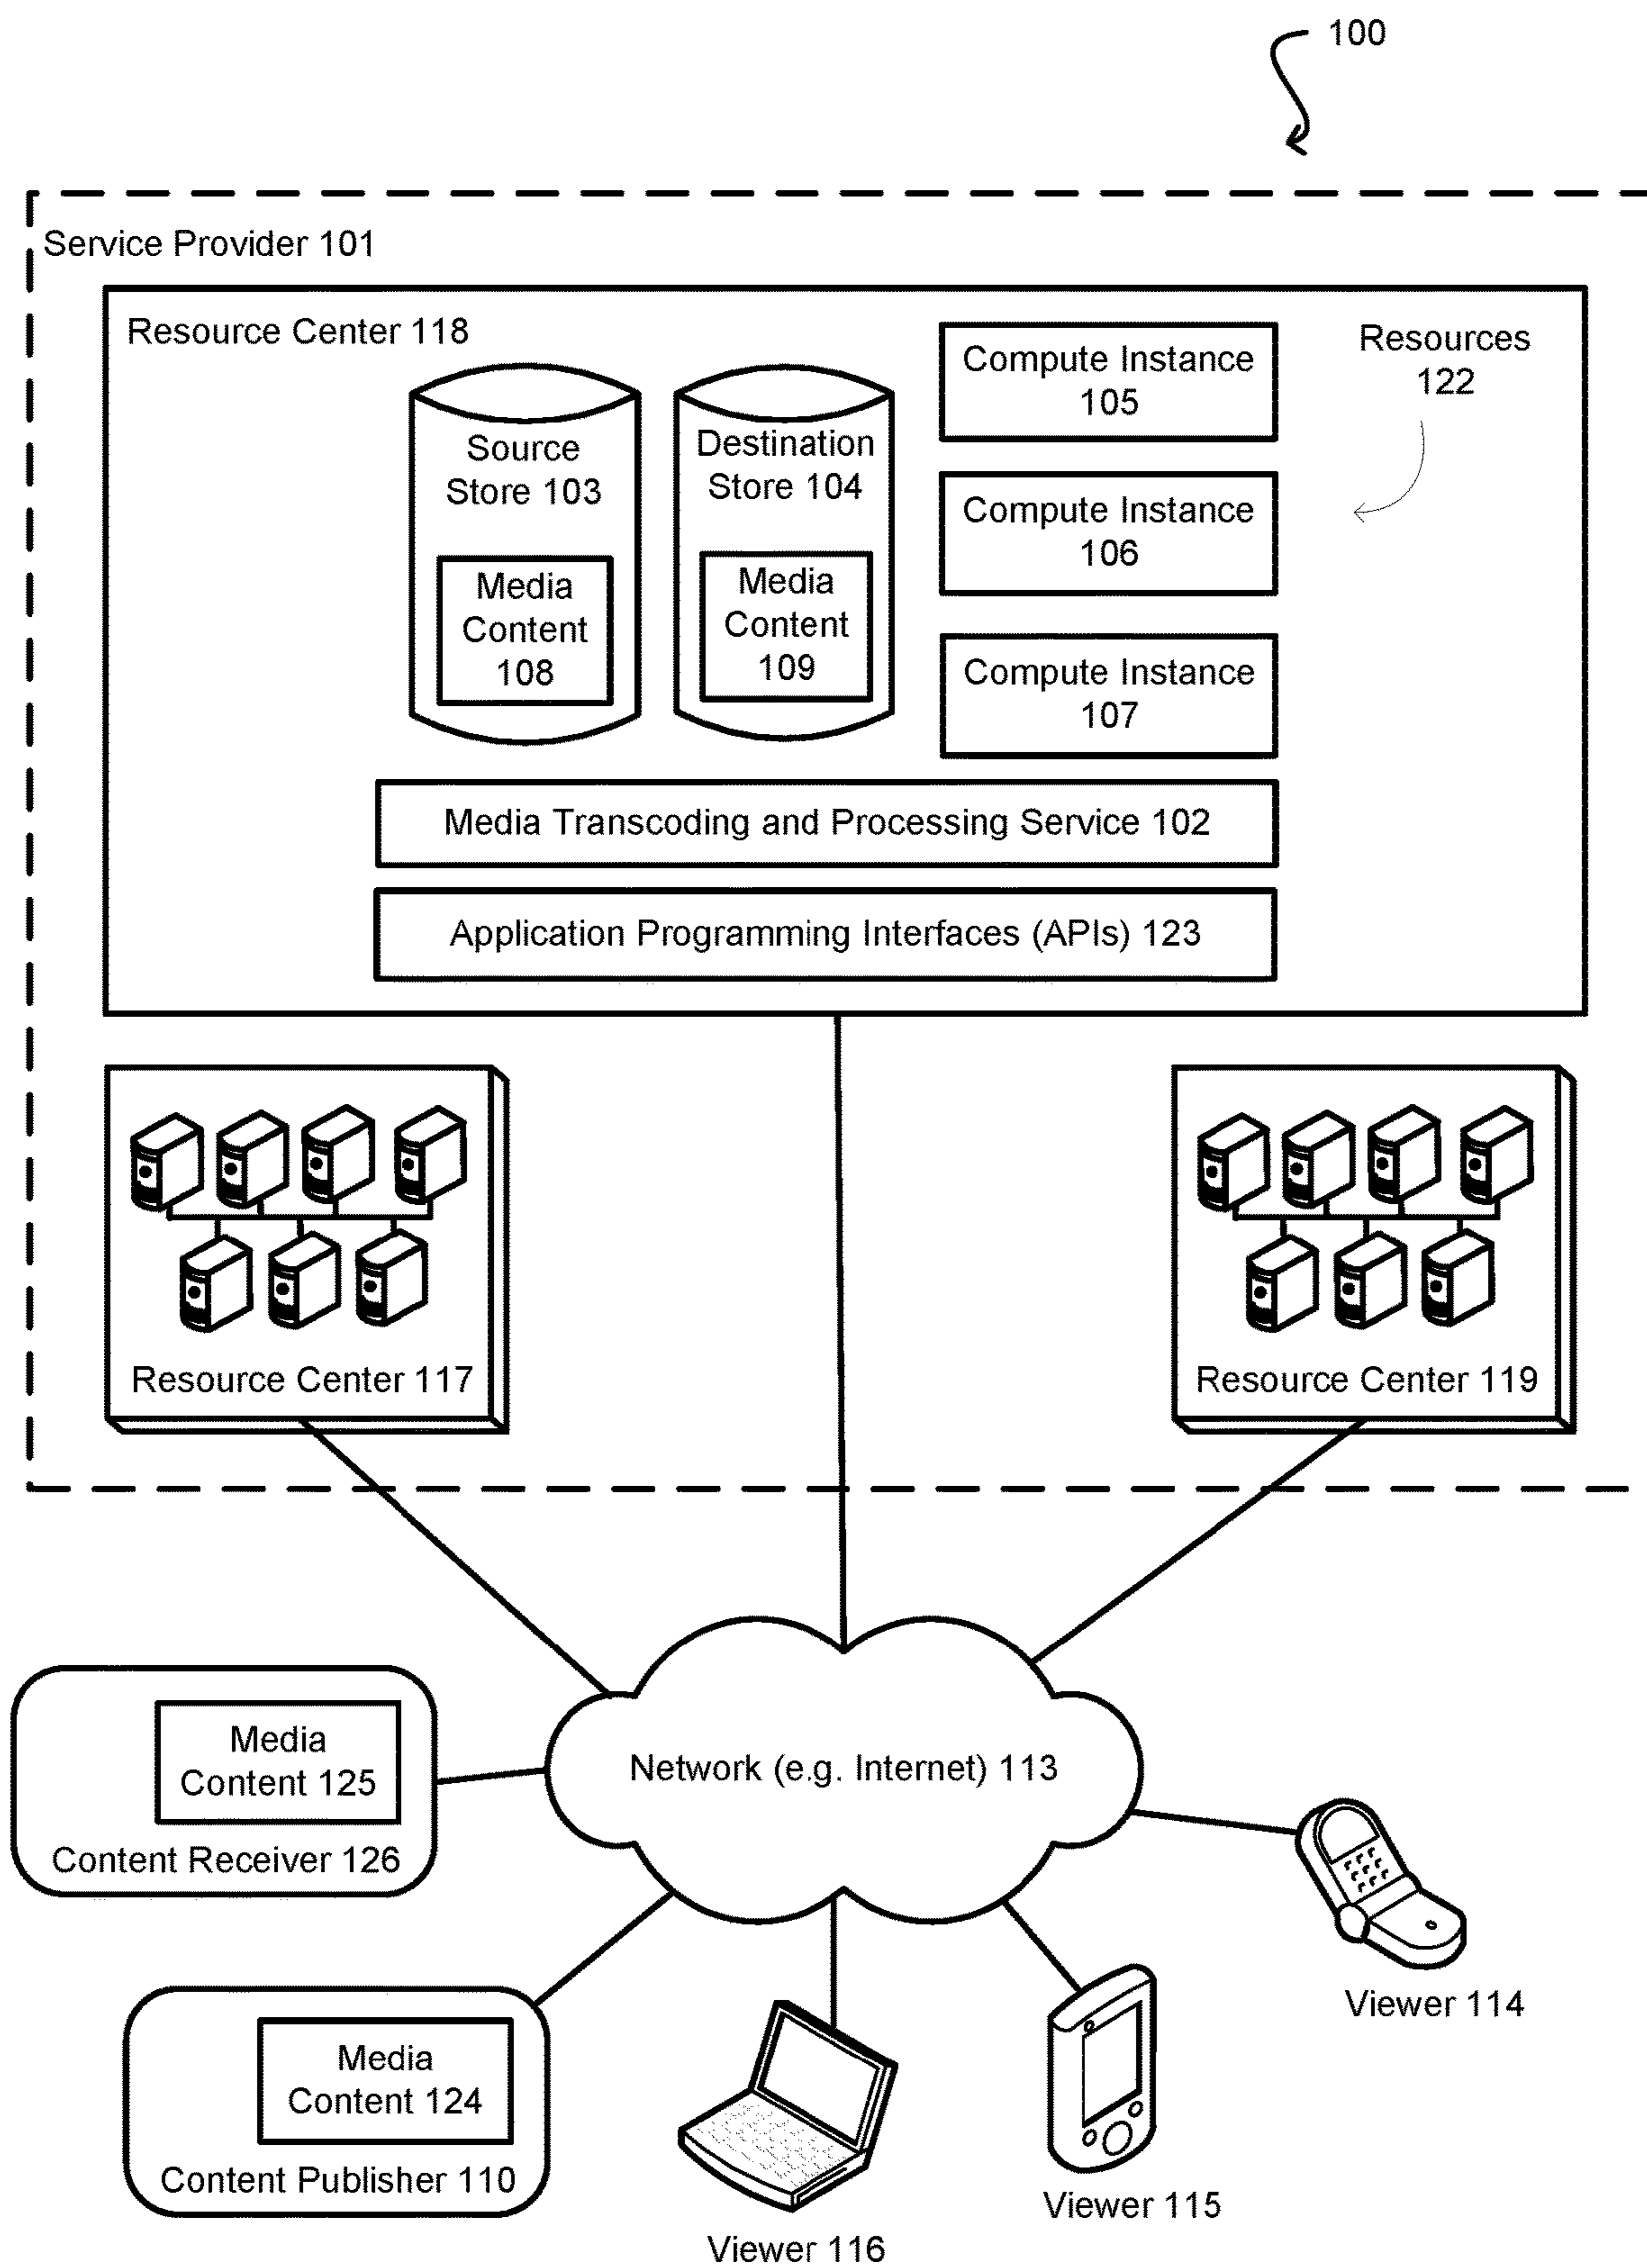 100
Service Provider 101
Resource Center 118
Source
Store 103
Media
Content
108
Destination
Store 104
Media
Content
109
Compute Instance
105
Compute Instance
106
Compute Instance
107
Resources
122
Media Transcoding and Processing Service 102
Application Programming Interfaces (APIs) 123
Resource Center 117
Resource Center 119
Network (e.g. Internet) 113
Media
Content 125
Content Receiver 126
Media
Content 124
Content Publisher 110
Viewer 116
Viewer 115
Viewer 114